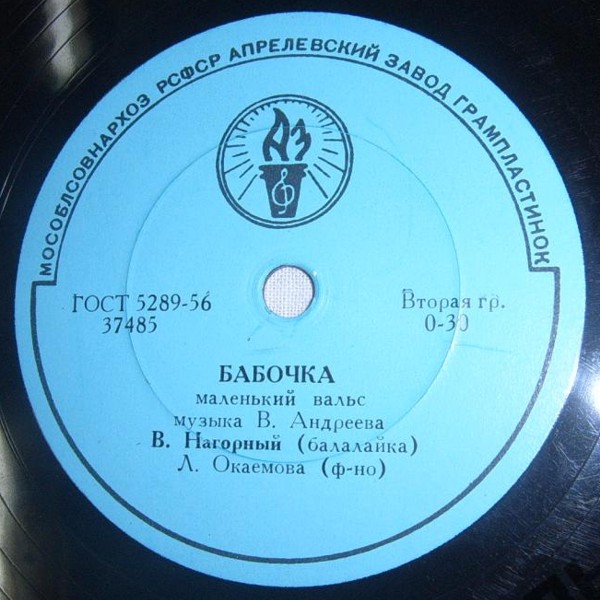 МОСОБЛСОВНАРХОЗ РСФСР АПРЕЛЕВСКИЙ ЗАВОД ГРАМПЛАСТИНОК
АЗ
ГОСТ 5289-56
37485
Вторая гр.
0-30
БАБОЧКА
маленький вальс
музыка В. Андреева
В. Нагорный (балалайка)
Л. Окаемова (ф-но)